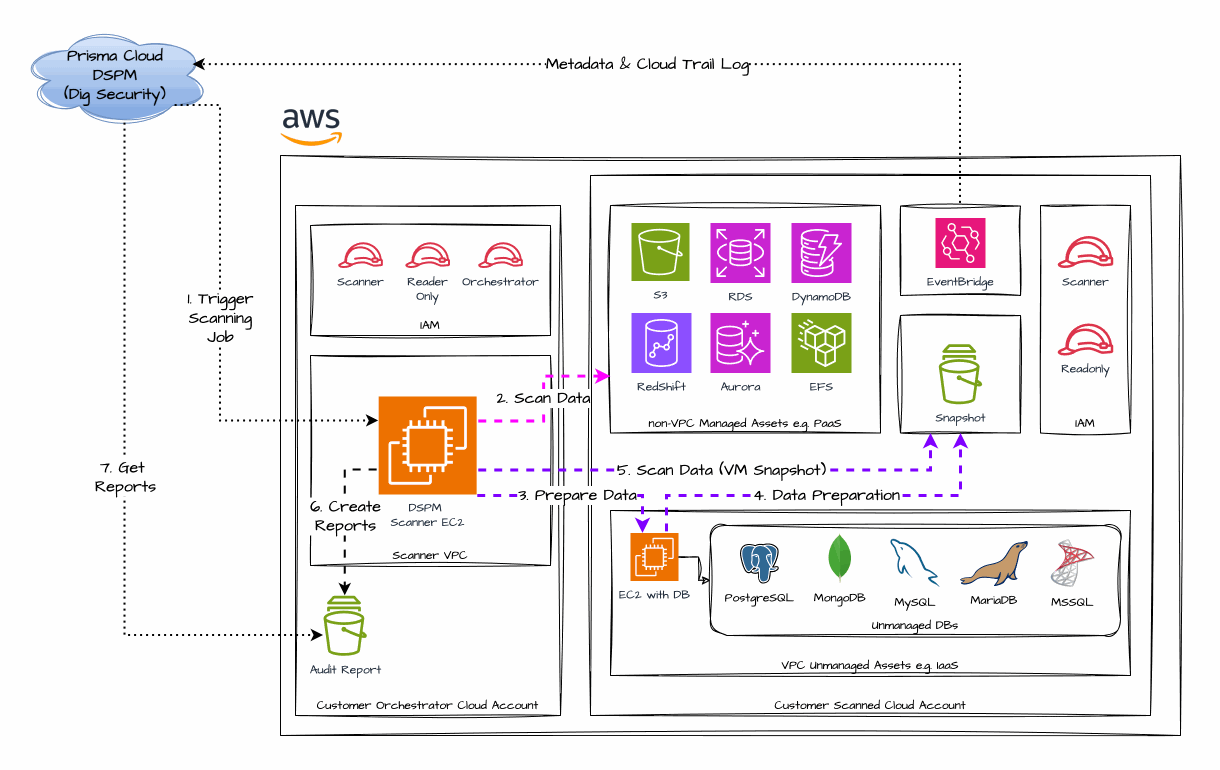 Prisma Cloud
DSPM
(Dig Security)
Metadata & Cloud Trail Log
aws
Scanner
Reader
Only
Orchestrator
IAM
S3
RDS
DynamoDB
RedShift
Aurora
EFS
non-VPC Managed Assets e.g. PaaS
EventBridge
Snapshot
Scanner
Readonly
IAM
1. Trigger
Scanning
Job
2. Scan Data
5. Scan Data (VM Snapshot)
3. Prepare Data
4. Data Preparation
7. Get
Reports
6. Create
Reports
DSPM
Scanner EC2
Scanner VPC
EC2 with DB
PostgreSQL
MongoDB
MySQL
MariaDB
MSSQL
Unmanaged DBs
VPC Unmanaged Assets e.g. IaaS
Audit Report
Customer Orchestrator Cloud Account
Customer Scanned Cloud Account